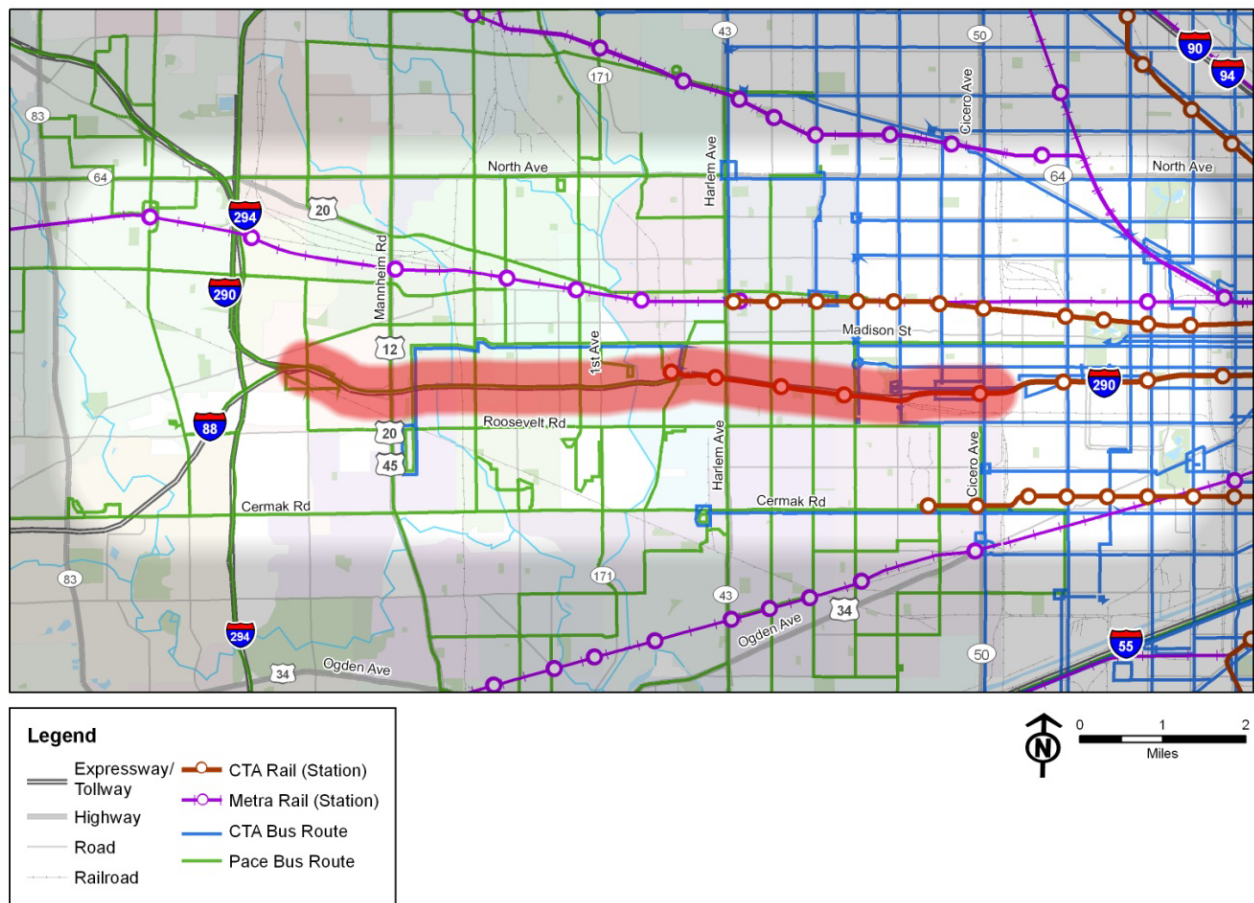 90
94
43
50
171
83
Cicero Ave
Harlem Ave
North Ave
North Ave
64
64
20
294
Mannheim Rd
290
Madison St
12
1st Ave
290
Roosevelt Rd
88
20
45
Harlem Ave
Cicero Ave
Cermak Rd
Cermak Rd
83
171
43
34
294
Ogden Ave
55
50
Ogden Ave
34
Legend
Expressway/
Tollway
Highway
Road
Railroad
CTA Rail (Station)
Metra Rail (Station)
CTA Bus Route
Pace Bus Route
N
0 1 2
Miles